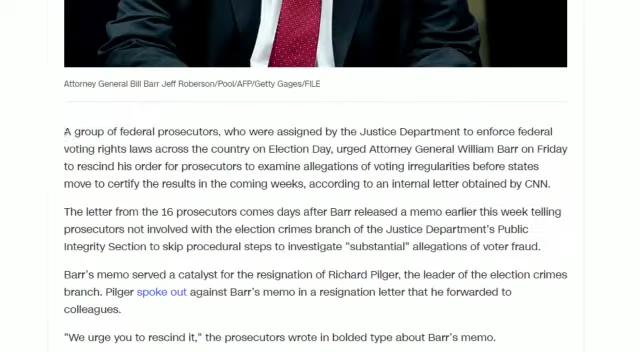 Attorney General Bill Barr Jeff Roberson/Pool/AFP/Getty Gages/FILE
A group of federal prosecutors, who were assigned by the Justice Department to enforce federal
voting rights laws across the country on Election Day, urged Attorney General William Barr on Friday
to rescind his order for prosecutors to examine allegations of voting irregularities before states
move to certify the results in the coming weeks, according to an internal letter obtained by CNN.
The letter from the 16 prosecutors comes days after Barr released a memo earlier this week telling
prosecutors not involved with the election crimes branch of the Justice Department's Public
Integrity Section to skip procedural steps to investigate "substantial" allegations of voter fraud.
Barr's memo served a catalyst for the resignation of Richard Pilger, the leader of the election crimes
branch. Pilger spoke out against Barr's memo in a resignation letter that he forwarded to
colleagues.
"We urge you to rescind it," the prosecutors wrote in bolded type about Barr's memo.